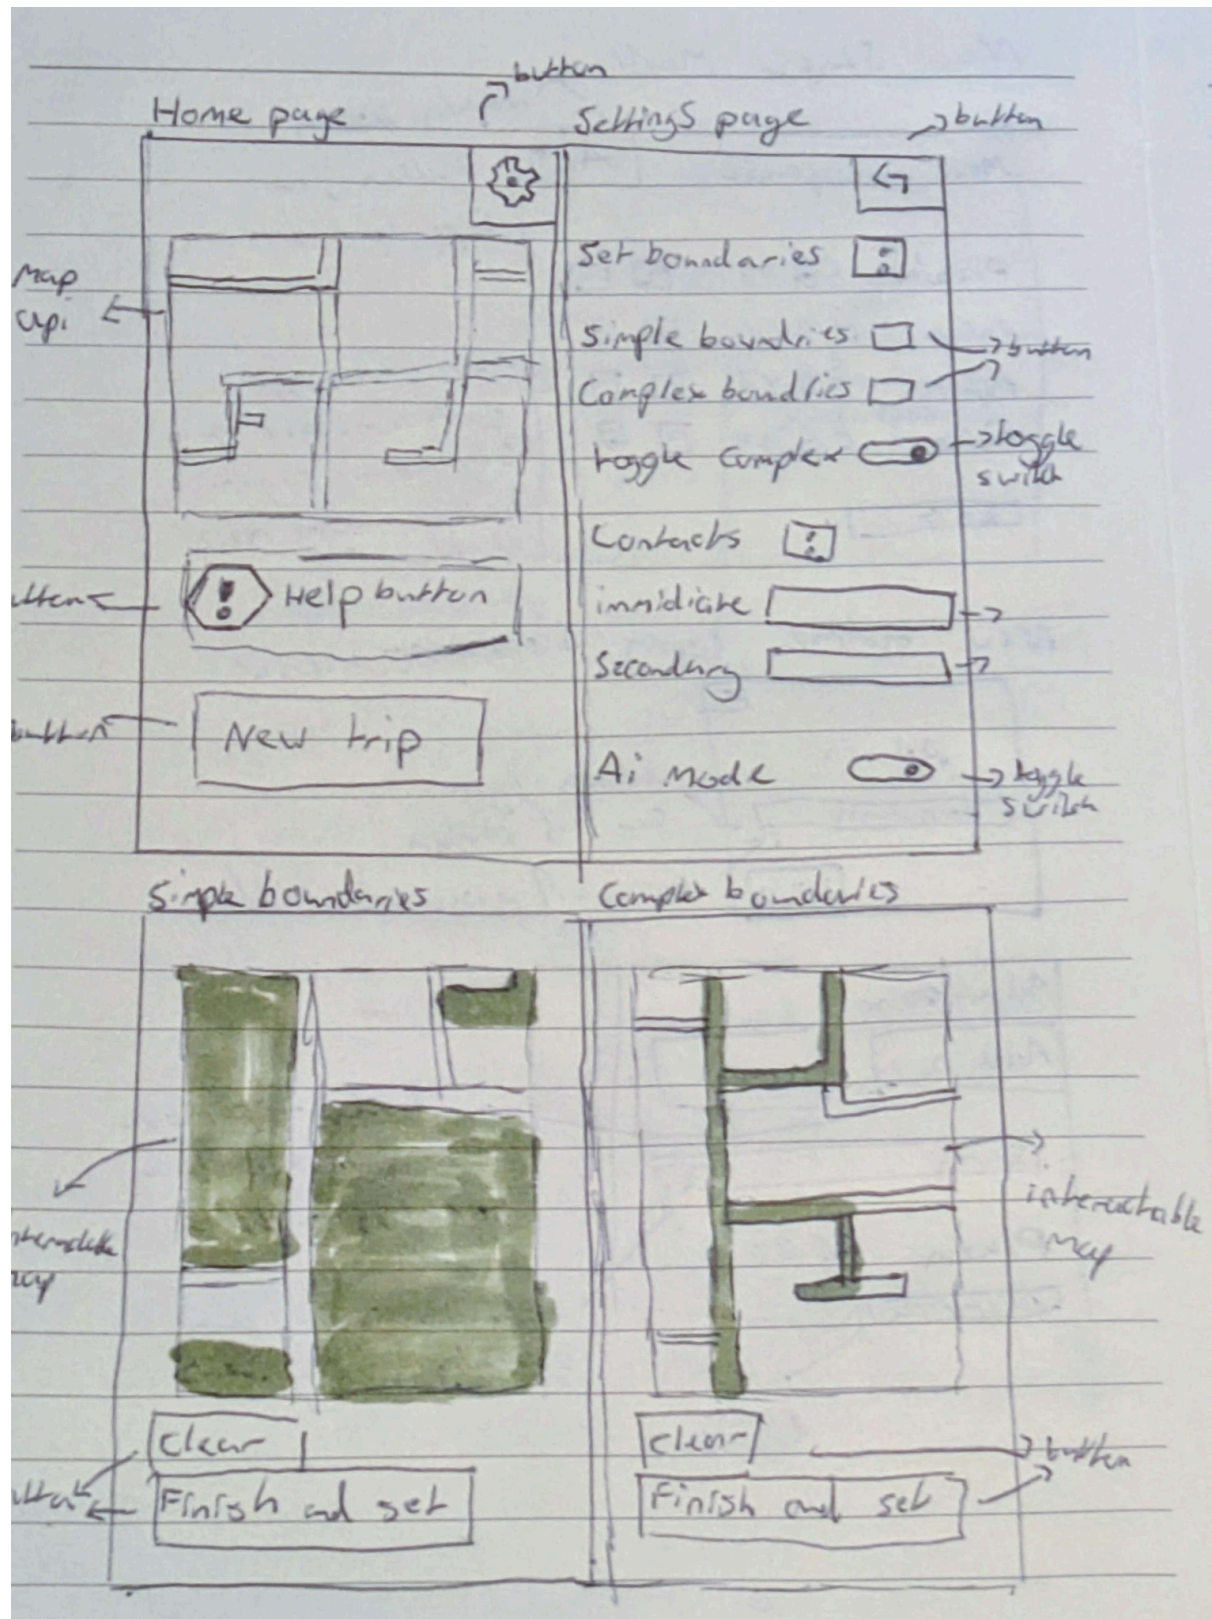 button
Home page
Settings page
button
Map
api
Set boundaries
Simple boundries
button
Complex boundries
toggle complex
toggle
switch
Contacts
! Help button
immidiate
Secondary
button
New trip
Ai mode
toggle
switch
Simple boundaries
Complex boundaries
interactable
map
Clear
Clear
button
Finish and set
Finish and set